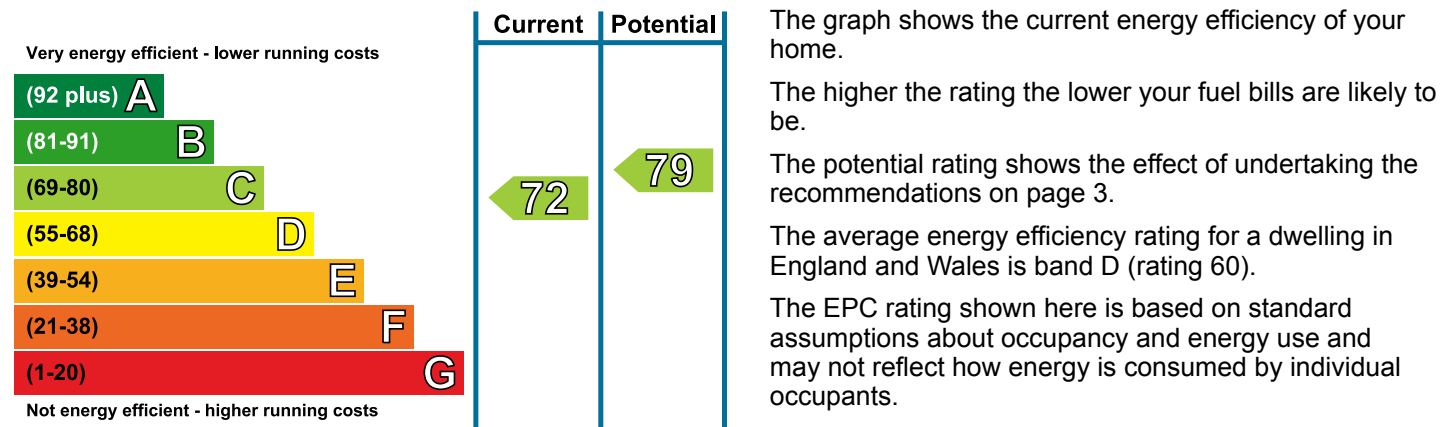 Current Potential
Very energy efficient - lower running costs
(92 plus) A
(81-91) B
(69-80) C
(55-68) D
(39-54) E
(21-38) F
(1-20) G
Not energy efficient - higher running costs
72
79
The graph shows the current energy efficiency of your
home.
The higher the rating the lower your fuel bills are likely to
be.
The potential rating shows the effect of undertaking the
recommendations on page 3.
The average energy efficiency rating for a dwelling in
England and Wales is band D (rating 60).
The EPC rating shown here is based on standard
assumptions about occupancy and energy use and
may not reflect how energy is consumed by individual
occupants.